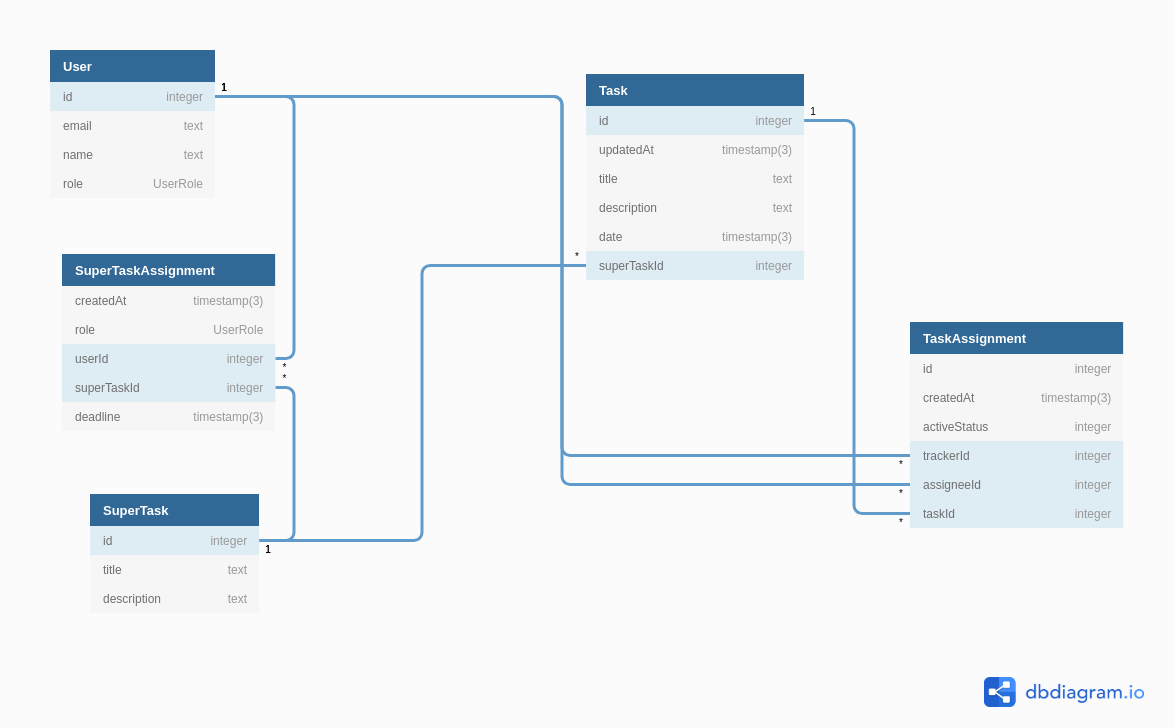 User
id integer
email text
name text
role UserRole
1
SuperTaskAssignment
createdAt timestamp(3)
role UserRole
userId integer
*
*
superTaskId integer
deadline timestamp(3)
SuperTask
id integer
1
title text
description text
Task
id integer
1
updatedAt timestamp(3)
title text
description text
date timestamp(3)
*
superTaskId integer
TaskAssignment
id integer
createdAt timestamp(3)
activeStatus integer
trackerId integer
*
assigneeId integer
*
taskId integer
*
dbdiagram.io